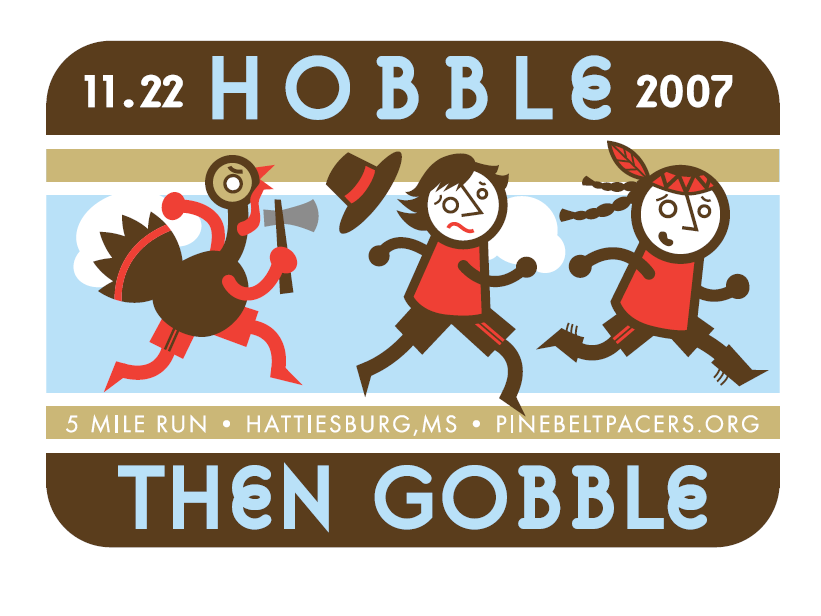 11.22 HOBBLE 2007
5 MILE RUN • HATTIESBURG,MS • PINEBELTPACERS.ORG
THEN GOBBLE